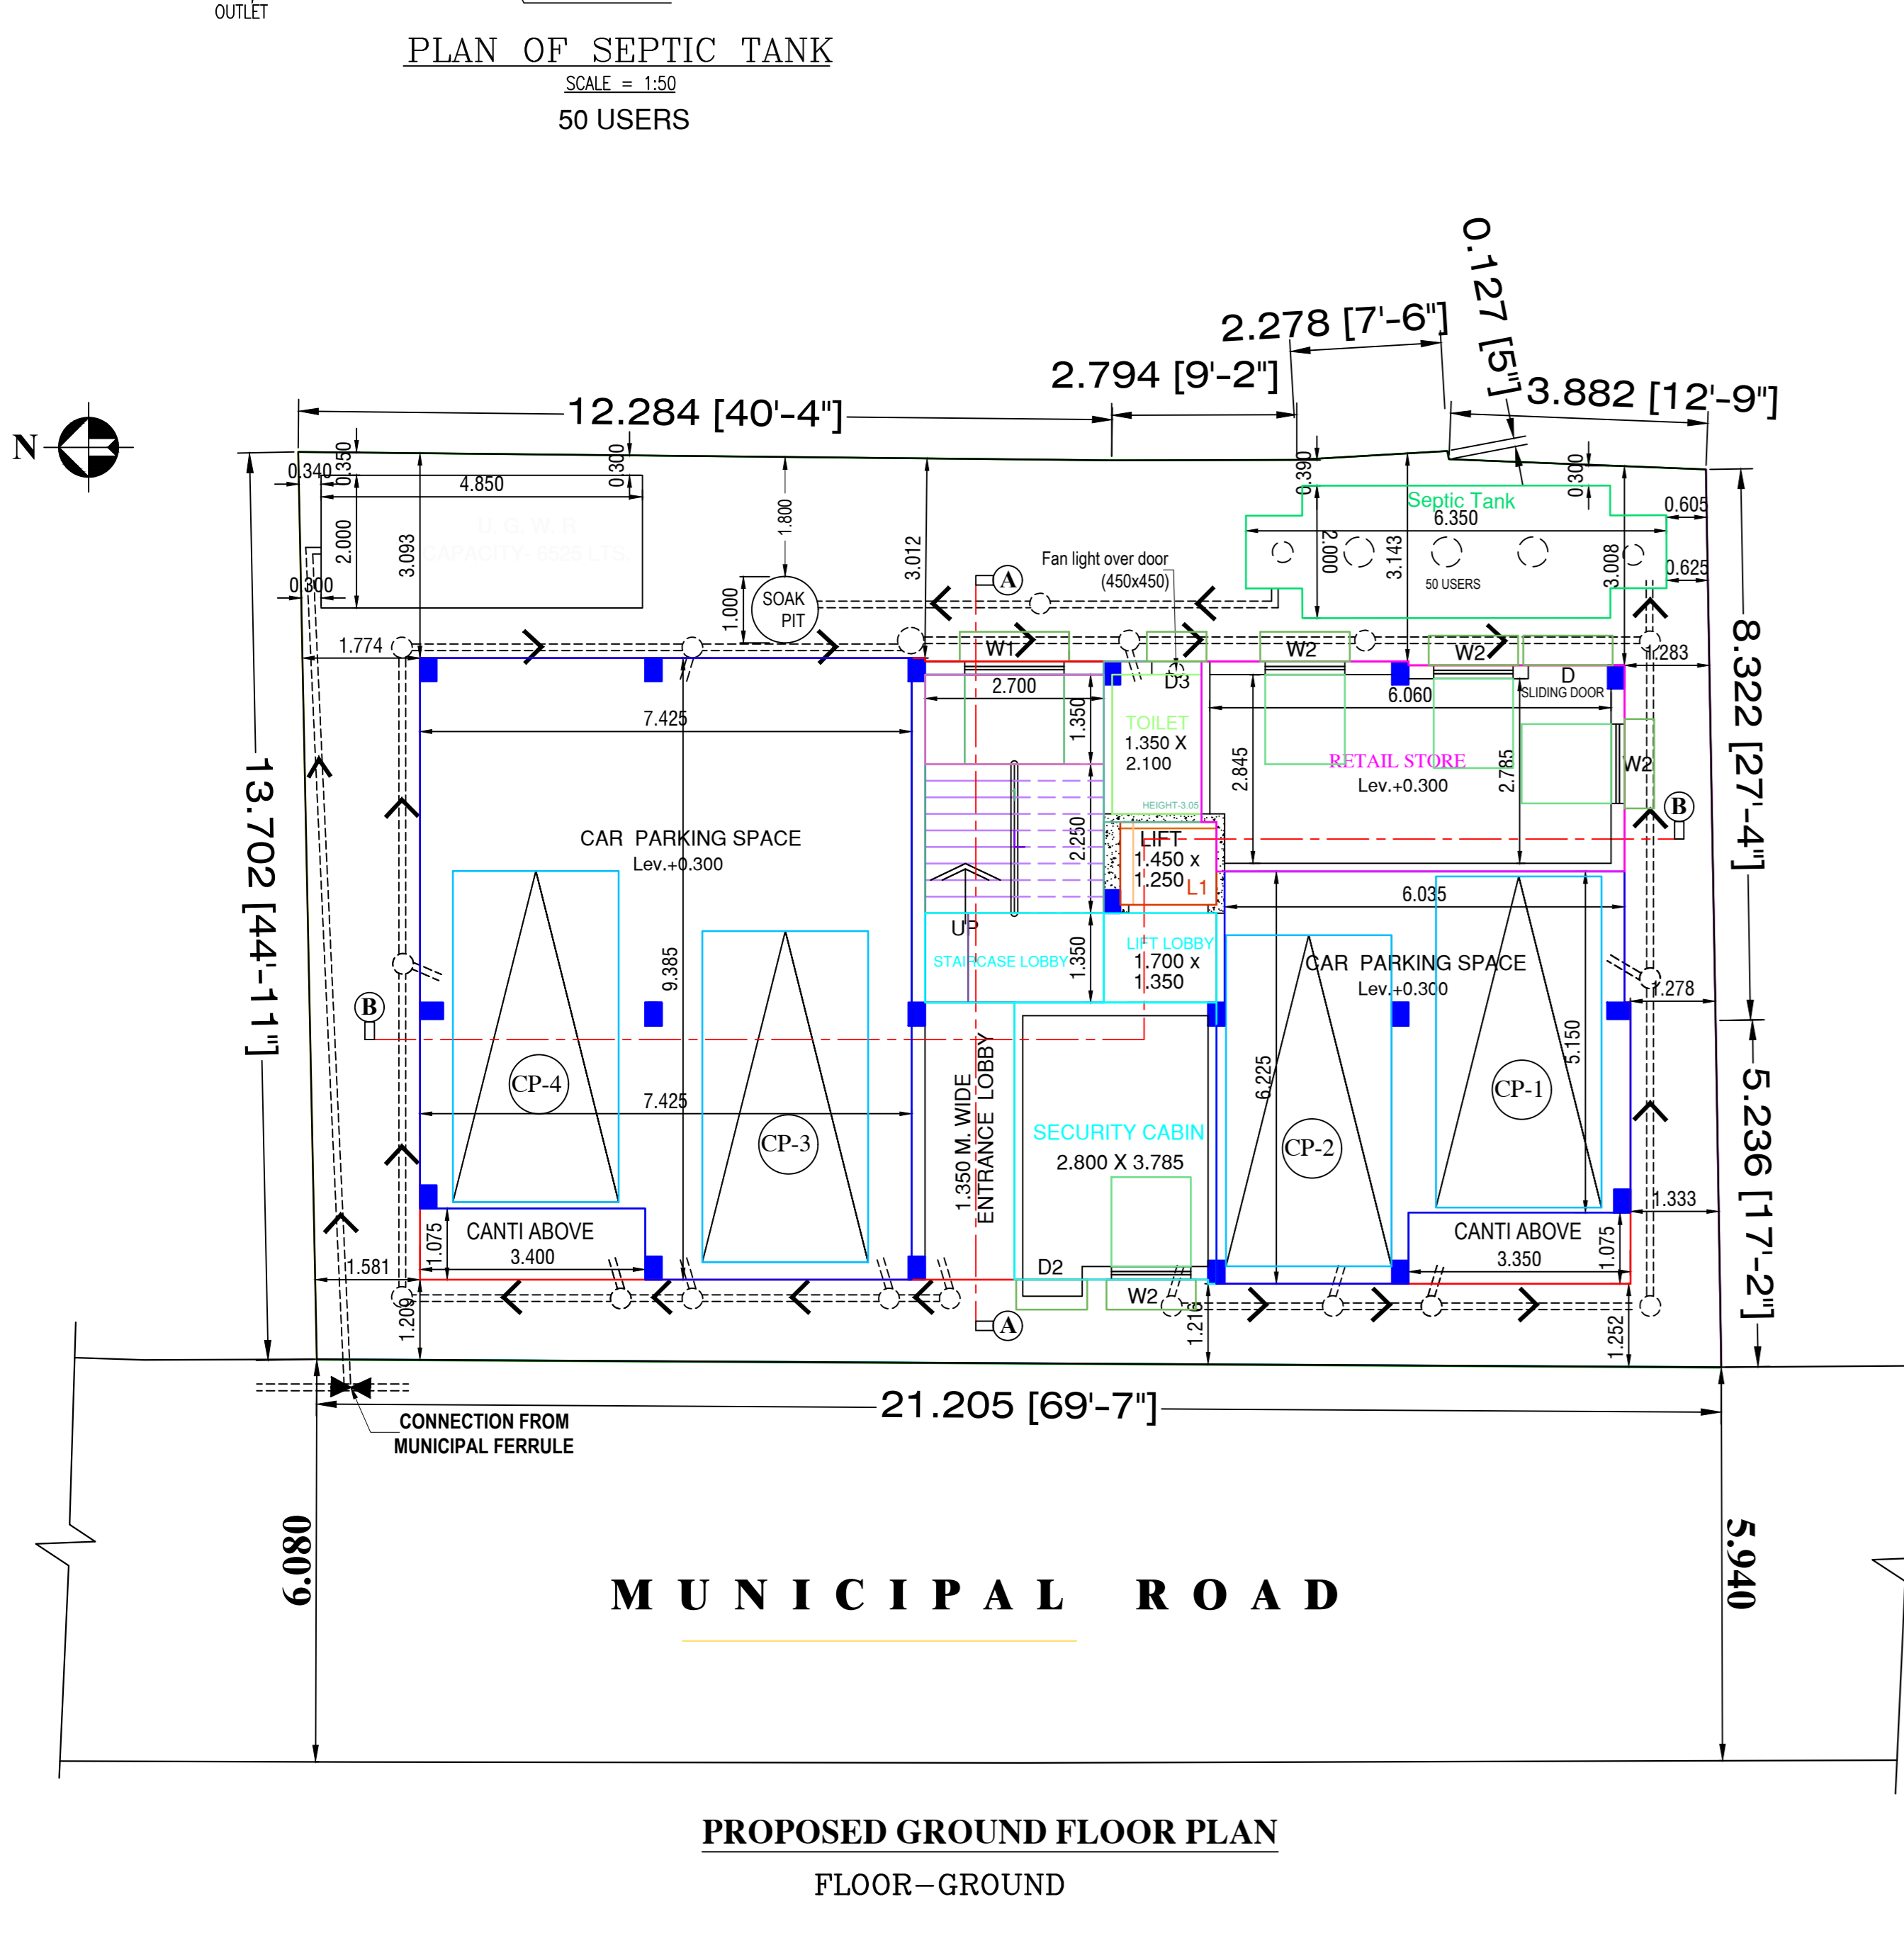 OUTLET
PLAN OF SEPTIC TANK
SCALE = 1:50
50 USERS
0.127 [5"]
2.278 [7'-6"]
2.794 [9'-2"]
3.882 [12'-9"]
12.284 [40'-4"]
N
0.340
0.350
0.300
4.850
2.000
U. G. W. R
CAPACITY- 6525 LTS.
0.300
3.093
1.800
3.012
0.390
3.143
0.300
Septic Tank
6.350
2.000
50 USERS
3.008
0.605
0.625
Fan light over door
(450x450)
A
1.000
SOAK
PIT
1.774
W1
W2
W2
D
SLIDING DOOR
1.283
8.322 [27'-4"]
2.700
1.350
D3
6.060
7.425
TOILET
1.350 X
2.100
HEIGHT-3.05
2.845
RETAIL STORE
Lev.+0.300
2.785
W2
B
13.702 [44'-11"]
CAR PARKING SPACE
Lev.+0.300
2.250
LIFT
1.450 x
1.250
L1
6.035
UP
STAIRCASE LOBBY
1.350
LIFT LOBBY
1.700 x
1.350
CAR PARKING SPACE
Lev.+0.300
1.278
9.385
B
5.150
6.225
CP-4
7.425
CP-3
1.350 M. WIDE
ENTRANCE LOBBY
SECURITY CABIN
2.800 X 3.785
CP-2
CP-1
5.236 [17'-2"]
1.333
CANTI ABOVE
3.400
1.075
CANTI ABOVE
3.350
1.075
1.581
1.209
D2
W2
A
1.252
21.205 [69'-7"]
CONNECTION FROM
MUNICIPAL FERRULE
6.080
5.940
MUNICIPAL ROAD
PROPOSED GROUND FLOOR PLAN
FLOOR-GROUND